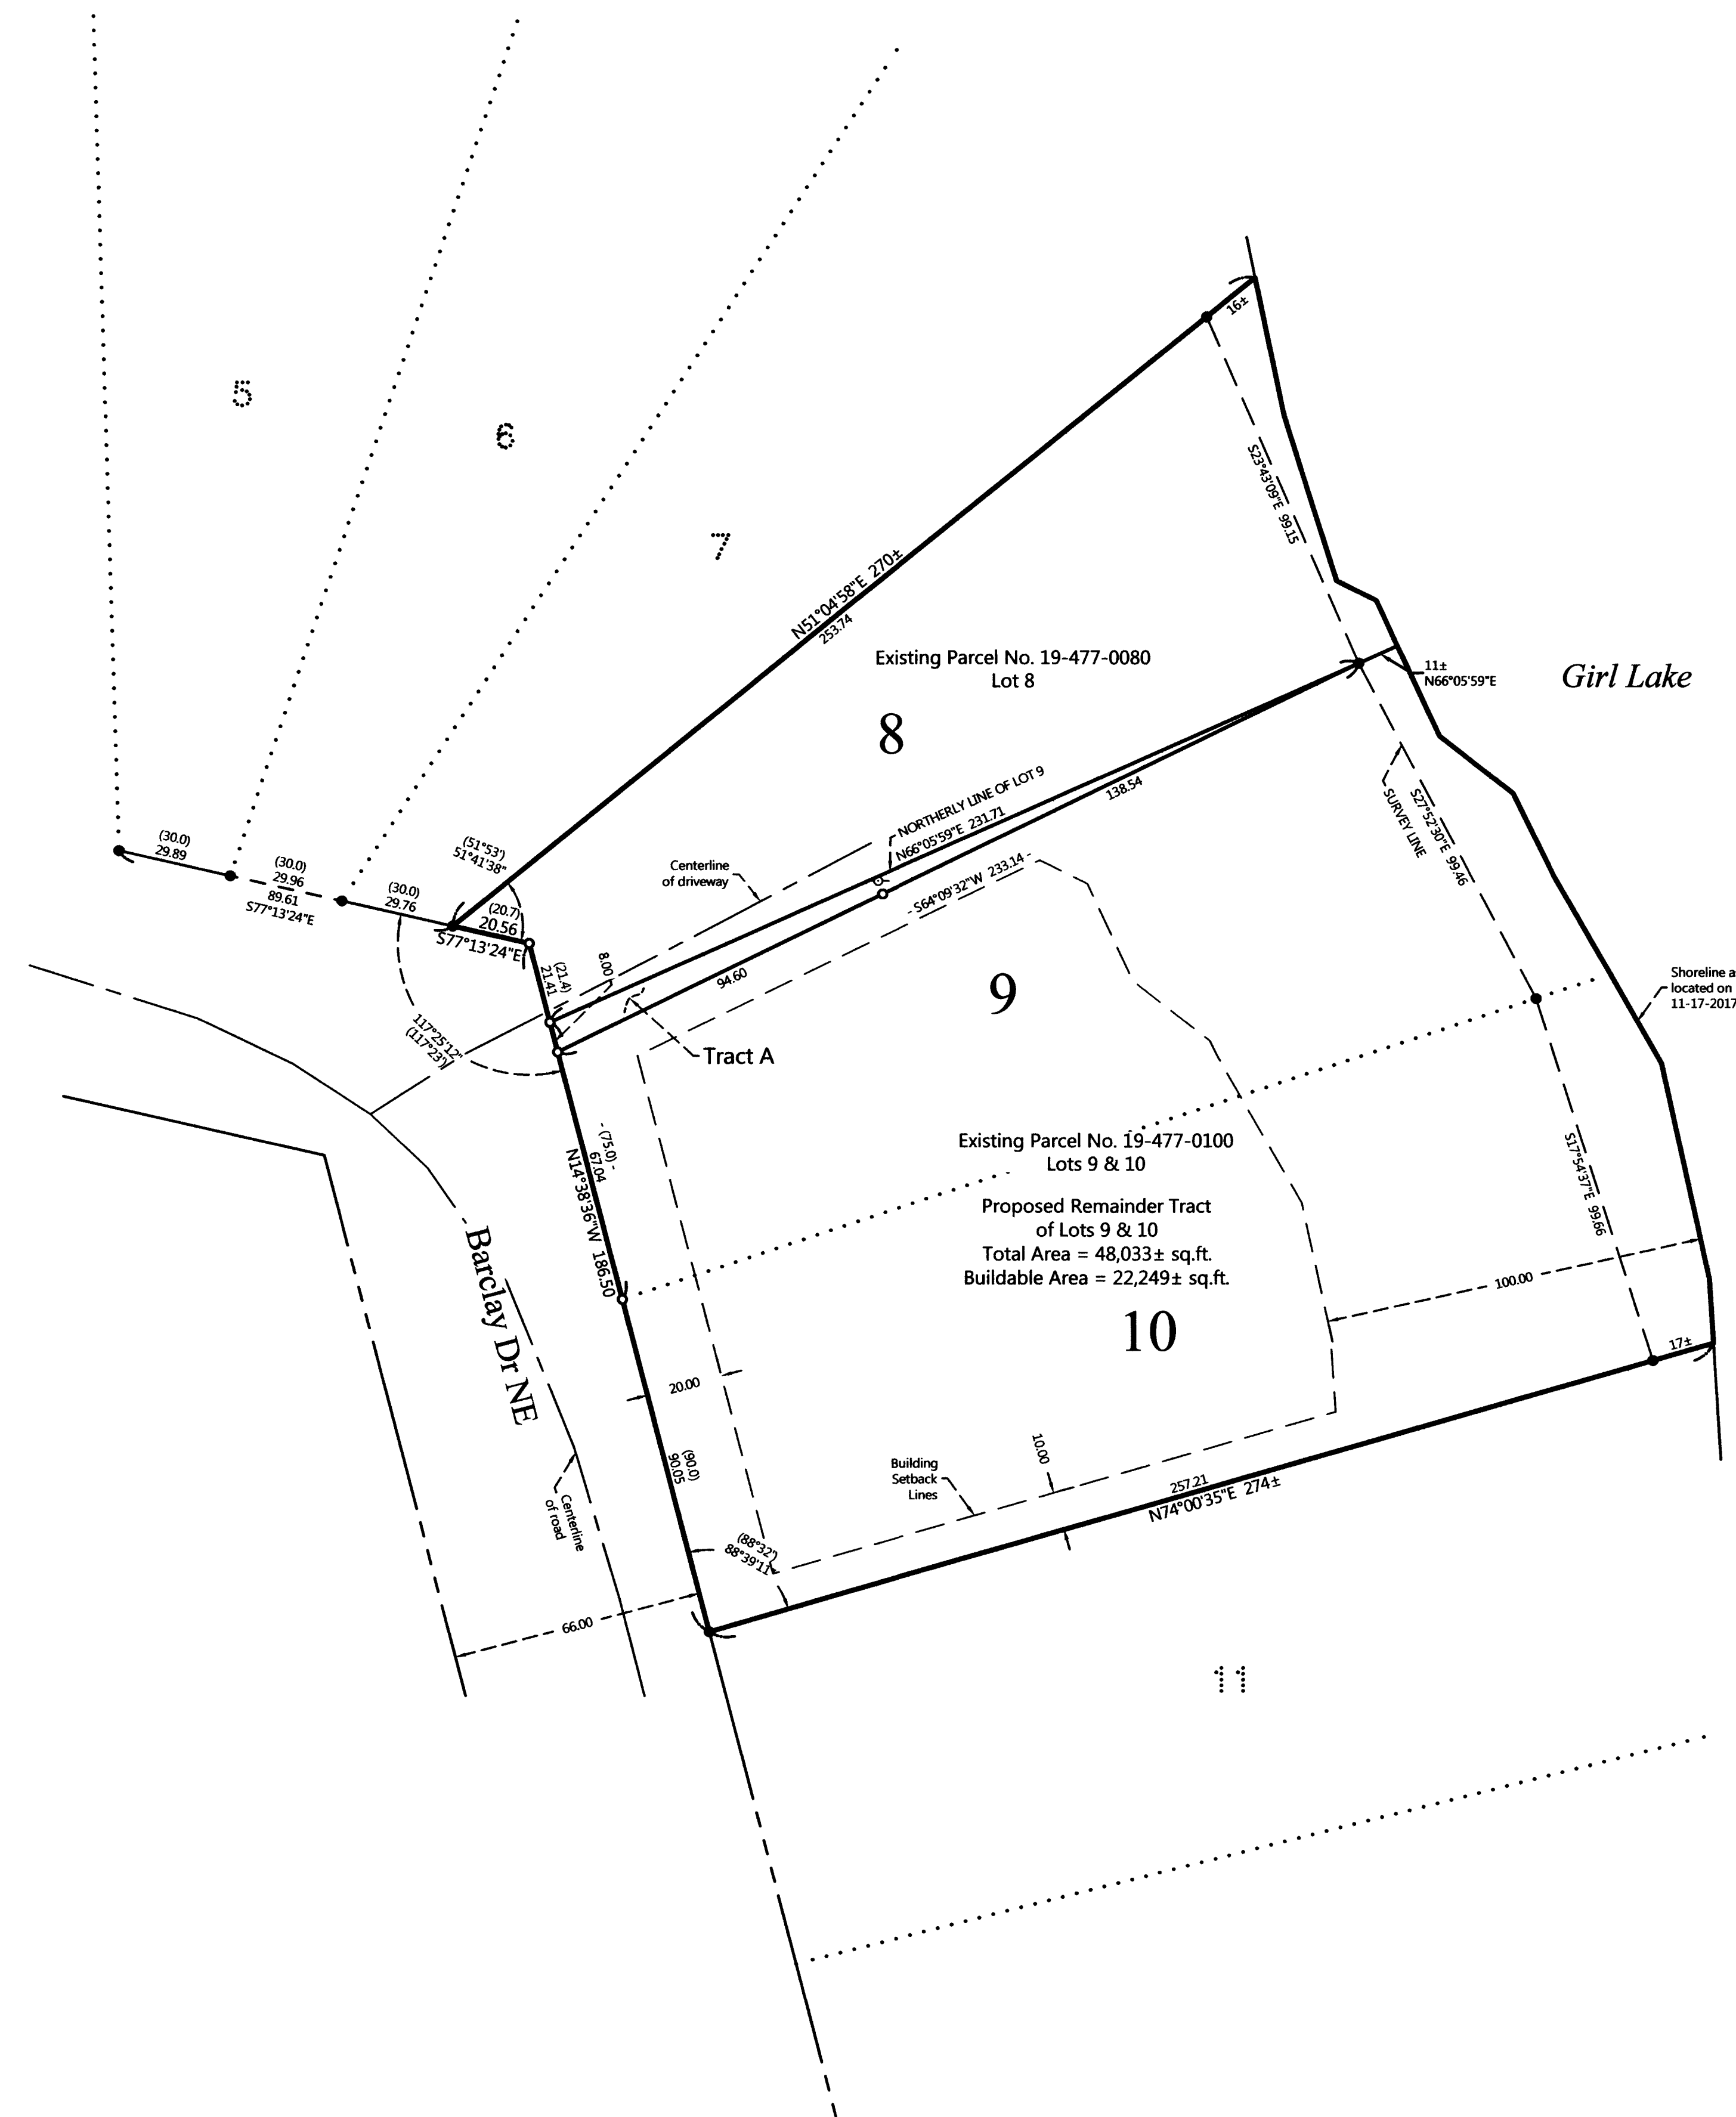 5
6
7
16±
S23°43'09"E 99.15
N51°04'58"E 270±
253.74
Existing Parcel No. 19-477-0080
Lot 8
8
11±
N66°05'59"E
Girl Lake
NORTHERLY LINE OF LOT 9
N66°05'59"E 231.71
138.54
S64°09'32"W 233.14
SURVEY LINE
S27°52'30"E 99.46
(30.0)
29.89
(30.0)
29.96
89.61
S77°13'24"E
(30.0)
29.76
(51°53')
51°41'38"
Centerline
of driveway
(20.7)
20.56
S77°13'24"E
(21.4)
21.41
8.00
94.60
9
Tract A
117°25'12"
(117°23')
Shoreline a
located on
11-17-2017
(75.0)
67.04
N14°38'36"W 186.50
Existing Parcel No. 19-477-0100
Lots 9 & 10
Proposed Remainder Tract
of Lots 9 & 10
Total Area = 48,033± sq.ft.
Buildable Area = 22,249± sq.ft.
10
S17°54'37"E 99.66
100.00
17±
Barclay Dr NE
20.00
(90.0)
90.05
Building
Setback
Lines
10.00
257.21
N74°00'35"E 274±
Centerline
of road
(88°32')
88°39'11"
66.00
11